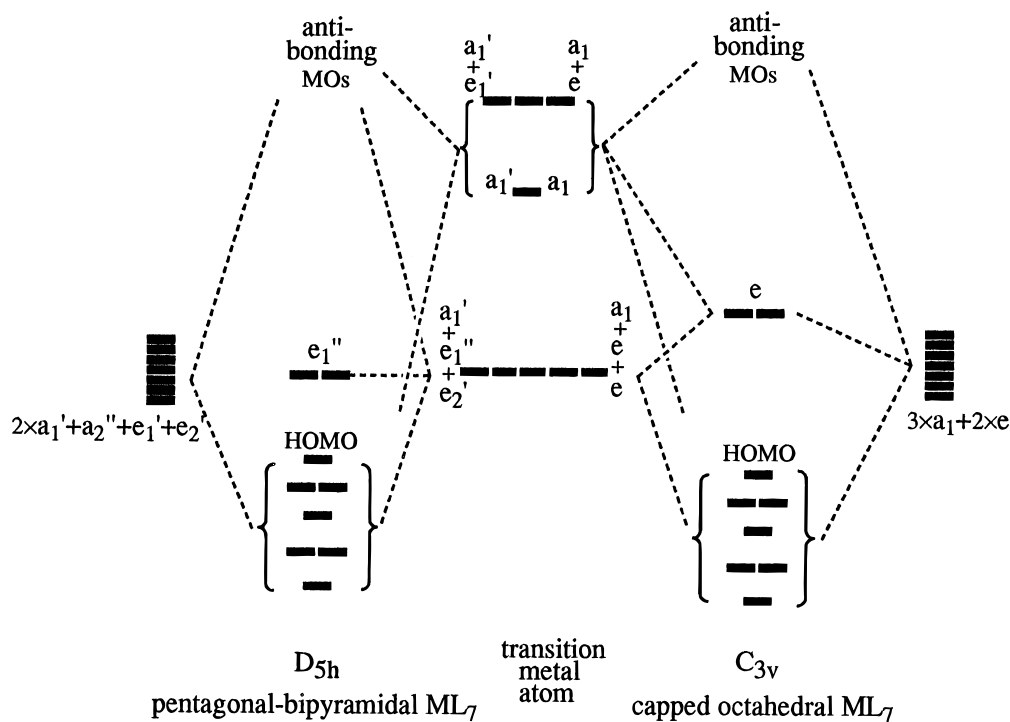 anti-
bonding
MOs
a₁'
+
e₁'
a₁
+
e
anti-
bonding
MOs
a₁' a₁
e₁"
a₁'
+
e₁"
+
e₂'
a₁
+
e
+
e
e
2×a₁'+a₂"+e₁'+e₂'
3×a₁+2×e
HOMO
HOMO
D₅ₕ
pentagonal-bipyramidal ML₇
transition
metal
atom
C₃ᵥ
capped octahedral ML₇